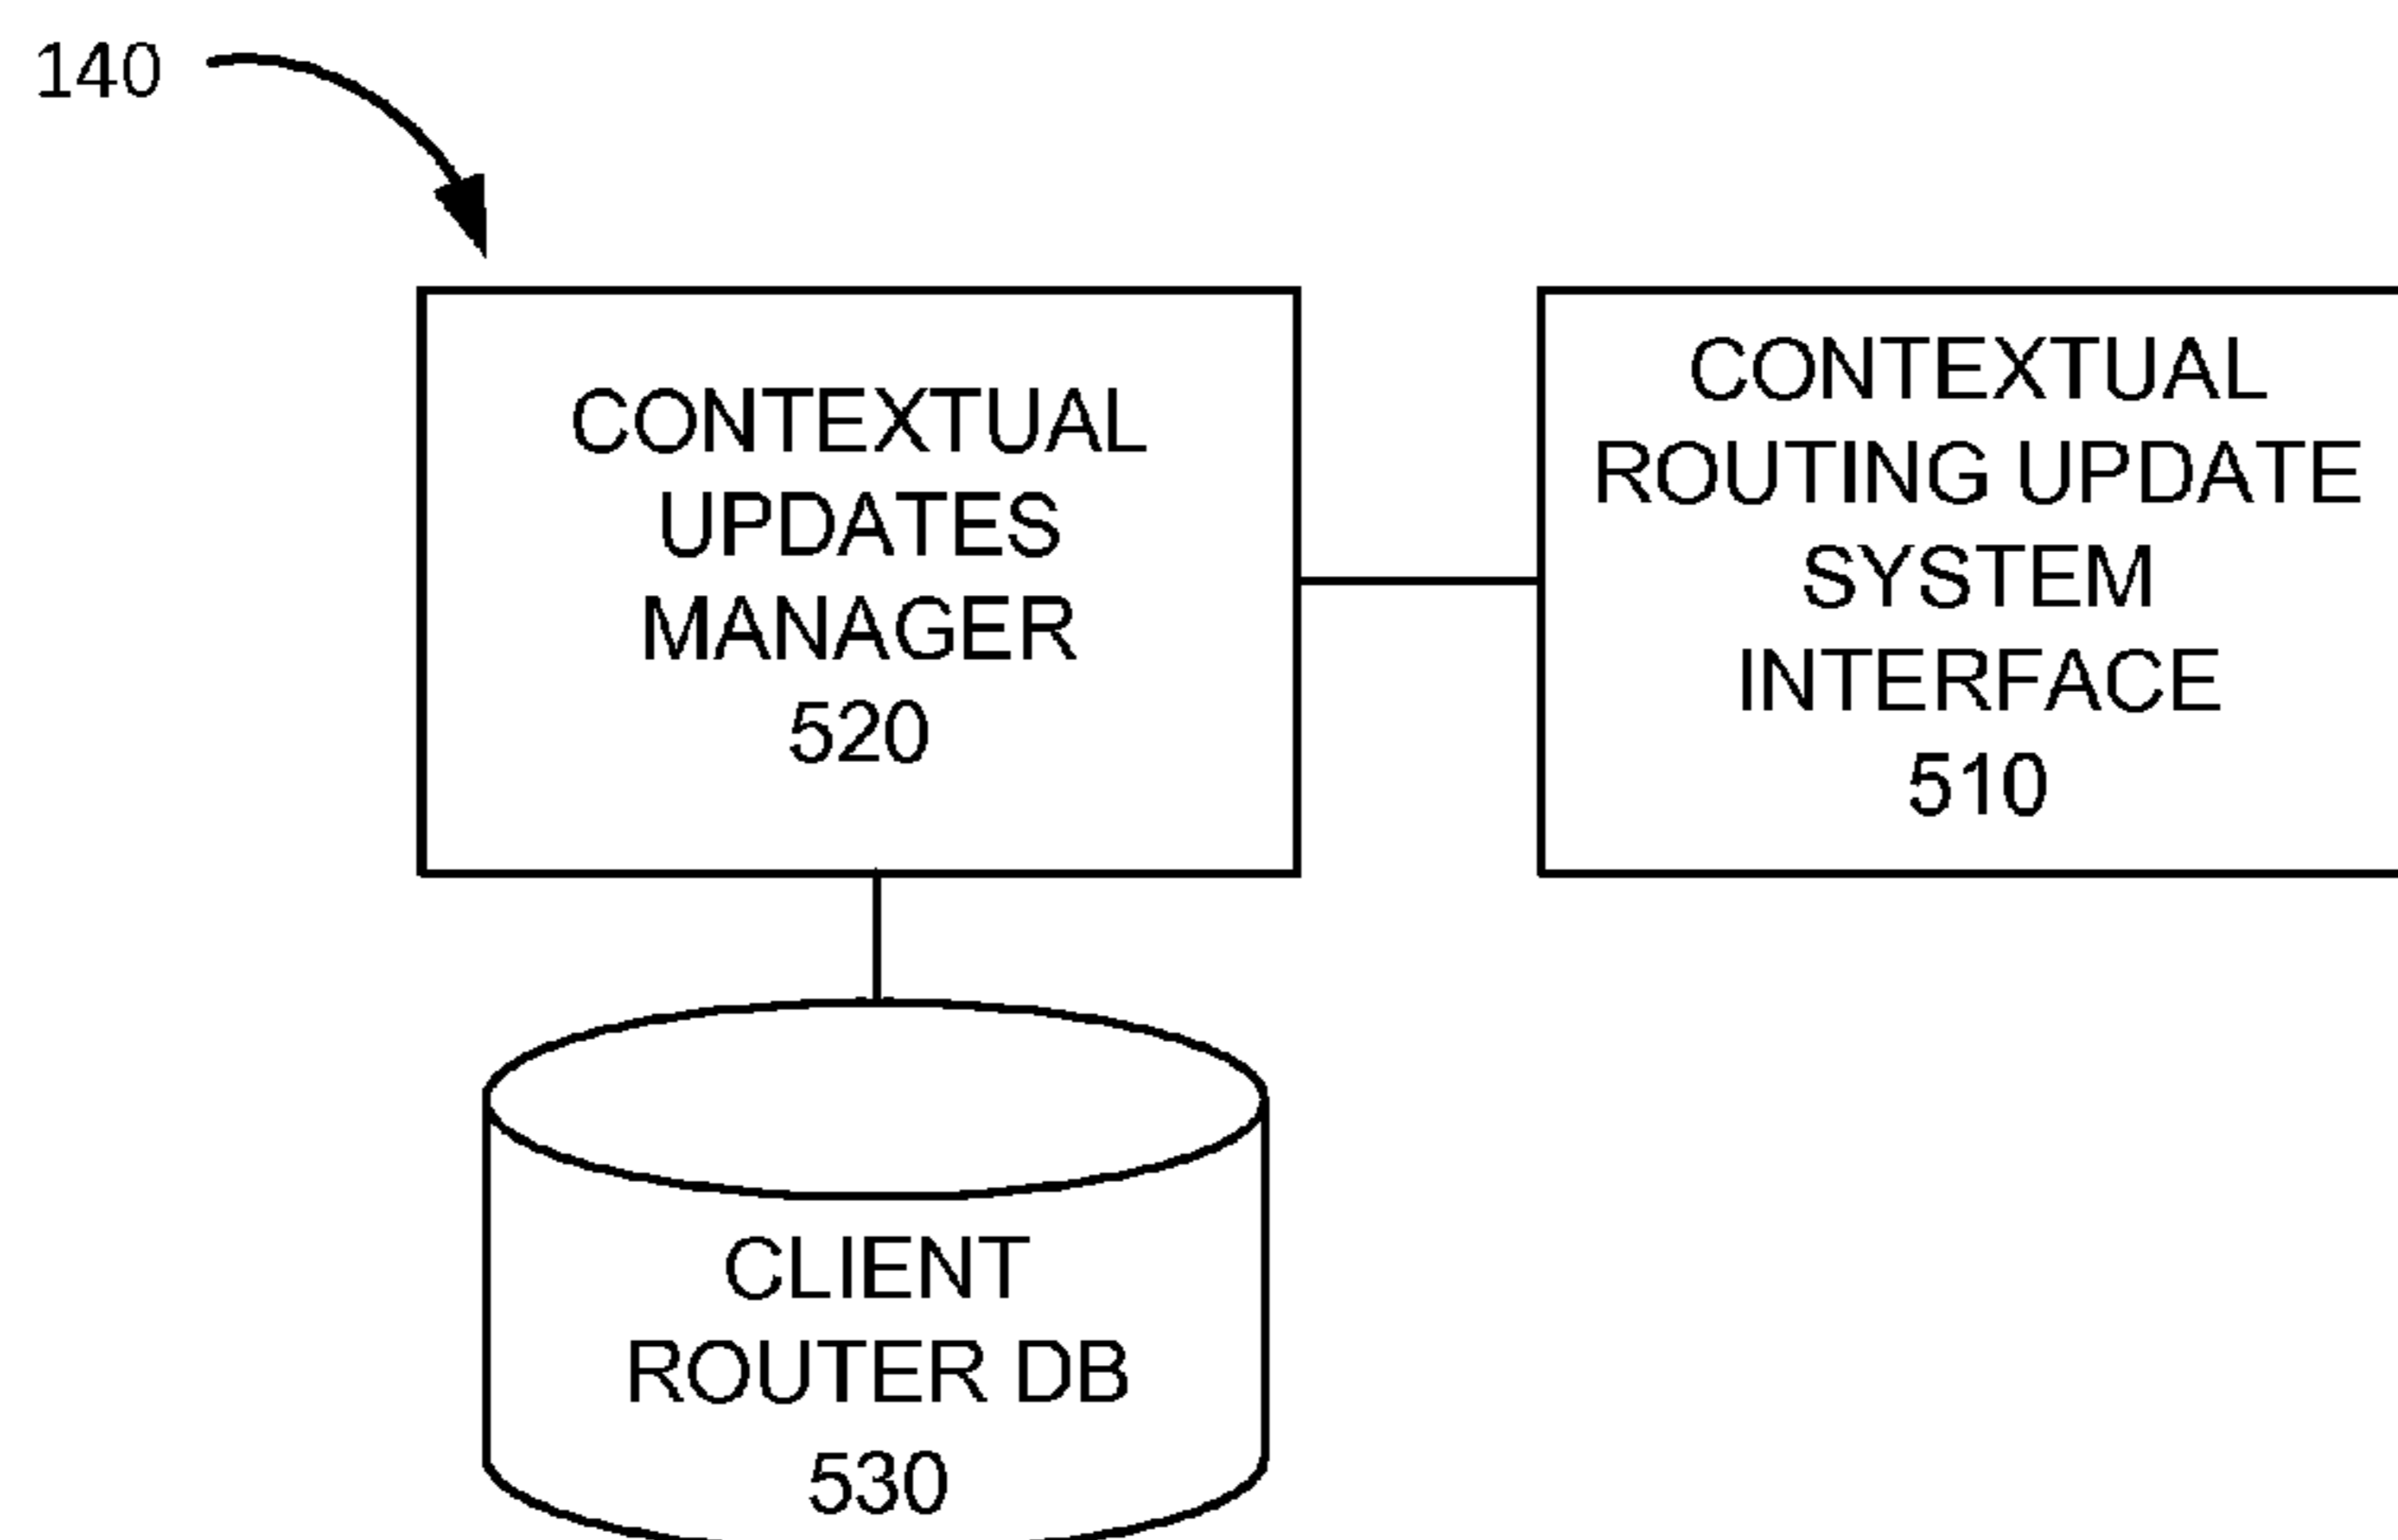 140
CONTEXTUAL
UPDATES
MANAGER
520
CONTEXTUAL
ROUTING UPDATE
SYSTEM
INTERFACE
510
CLIENT
ROUTER DB
530